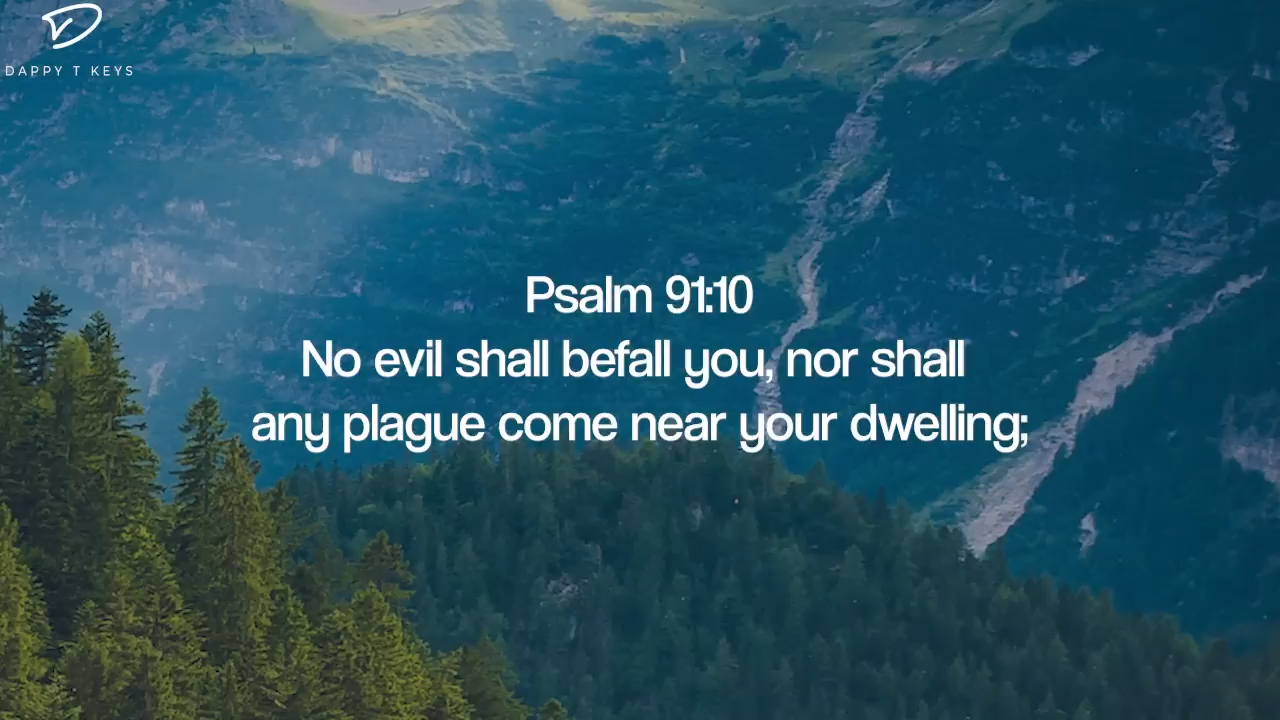 DAPPY T KEYS
Psalm 91:10
No evil shall befall you, nor shall
any plague come near your dwelling;